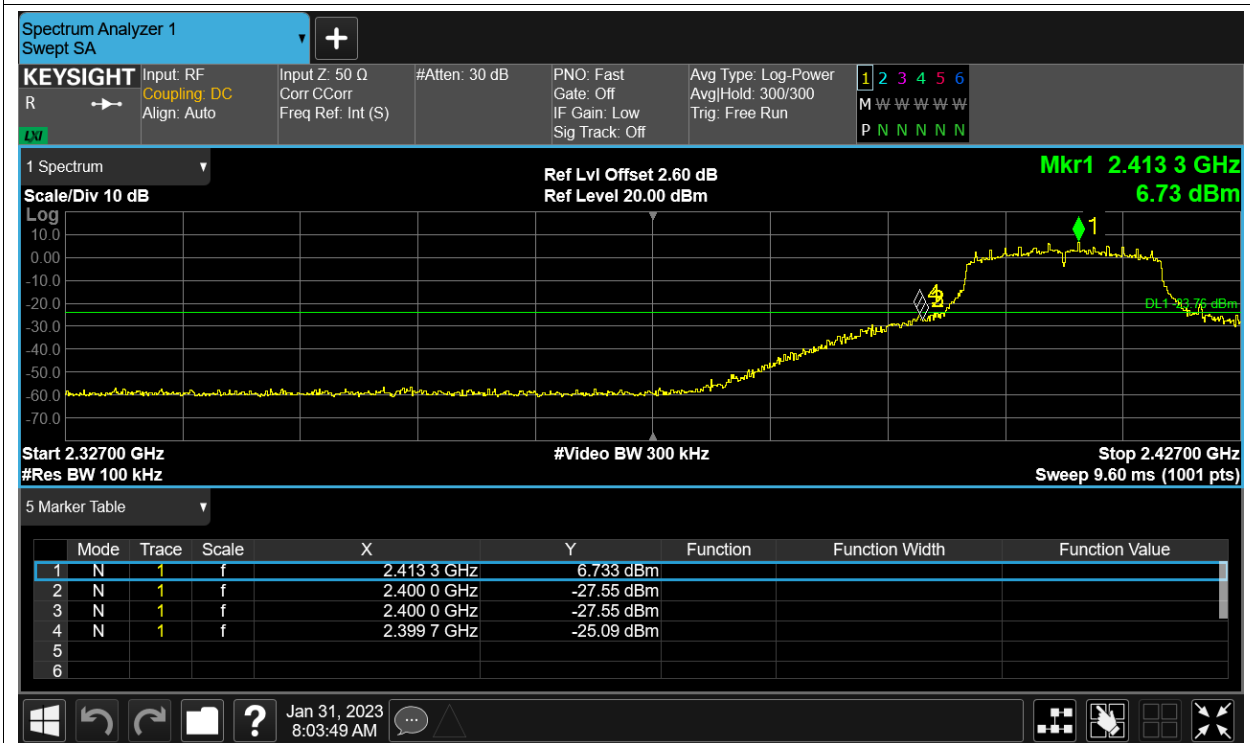 Spectrum Analyzer 1
Swept SA
KEYSIGHT
R
LXI
Input: RF
Coupling: DC
Align: Auto
Input Z: 50 Ω
Corr CCorr
Freq Ref: Int (S)
#Atten: 30 dB
PNO: Fast
Gate: Off
IF Gain: Low
Sig Track: Off
Avg Type: Log-Power
Avg|Hold: 300/300
Trig: Free Run
1 2 3 4 5 6
M W W W W W
P N N N N N
1 Spectrum
Scale/Div 10 dB
Ref Lvl Offset 2.60 dB
Ref Level 20.00 dBm
Mkr1 2.413 3 GHz
6.73 dBm
Log
10.0
0.00
-10.0
-20.0
-30.0
-40.0
-50.0
-60.0
-70.0
1
DL1 -23.76 dBm
Start 2.32700 GHz
#Video BW 300 kHz
Stop 2.42700 GHz
#Res BW 100 kHz
Sweep 9.60 ms (1001 pts)
5 Marker Table
Mode Trace Scale X Y Function Function Width Function Value
1 N 1 f 2.413 3 GHz 6.733 dBm
2 N 1 f 2.400 0 GHz -27.55 dBm
3 N 1 f 2.400 0 GHz -27.55 dBm
4 N 1 f 2.399 7 GHz -25.09 dBm
5
6
?
Jan 31, 2023
8:03:49 AM